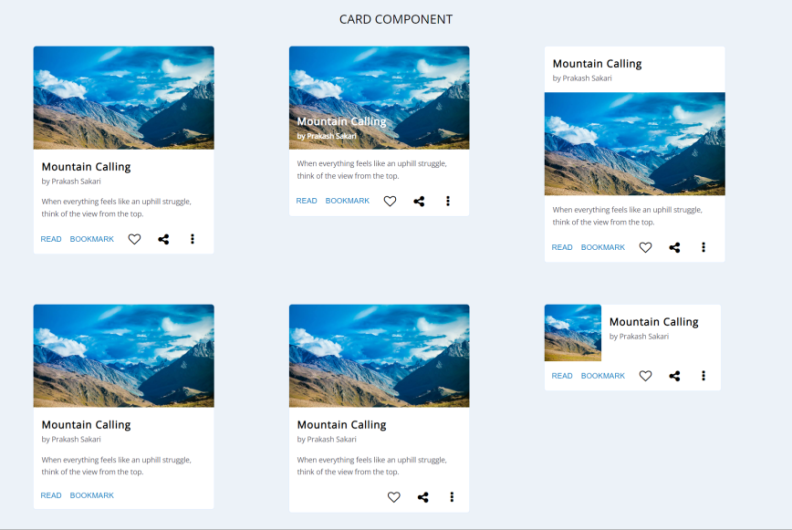 CARD COMPONENT
Mountain Calling
by Prakash Sakari
When everything feels like an uphill struggle,
think of the view from the top.
READ BOOKMARK
Mountain Calling
by Prakash Sakari
When everything feels like an uphill struggle,
think of the view from the top.
READ BOOKMARK
Mountain Calling
by Prakash Sakari
When everything feels like an uphill struggle,
think of the view from the top.
READ BOOKMARK
Mountain Calling
by Prakash Sakari
When everything feels like an uphill struggle,
think of the view from the top.
READ BOOKMARK
Mountain Calling
by Prakash Sakari
When everything feels like an uphill struggle,
think of the view from the top.
Mountain Calling
by Prakash Sakari
READ BOOKMARK